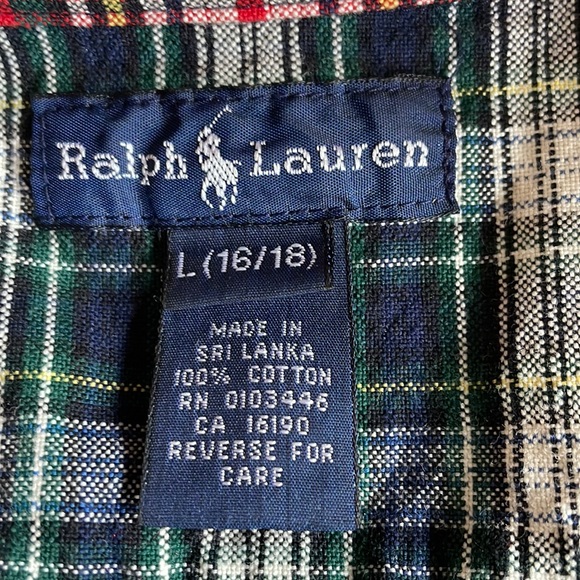 Ralph Lauren
L (16/18)
MADE IN
SRI LANKA
100% COTTON
RN 0103446
CA 16190
REVERSE FOR
CARE